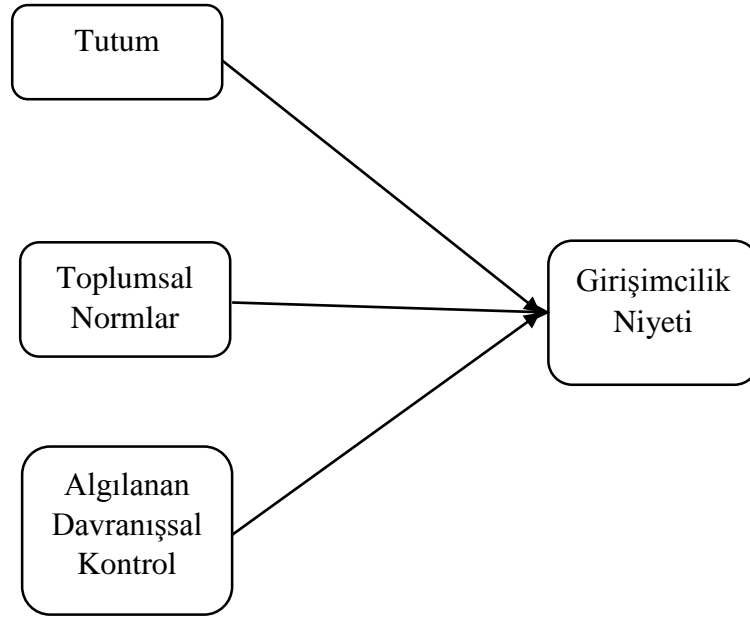 Tutum
Toplumsal
Normlar
Girişimcilik
Niyeti
Algılanan
Davranışsal
Kontrol